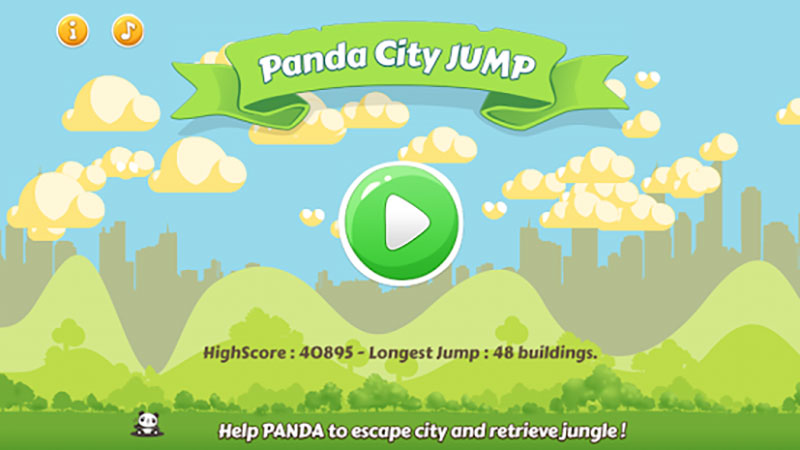 Panda City JUMP
HighScore : 40895 - Longest Jump : 48 buildings.
Help PANDA to escape city and retrieve jungle !